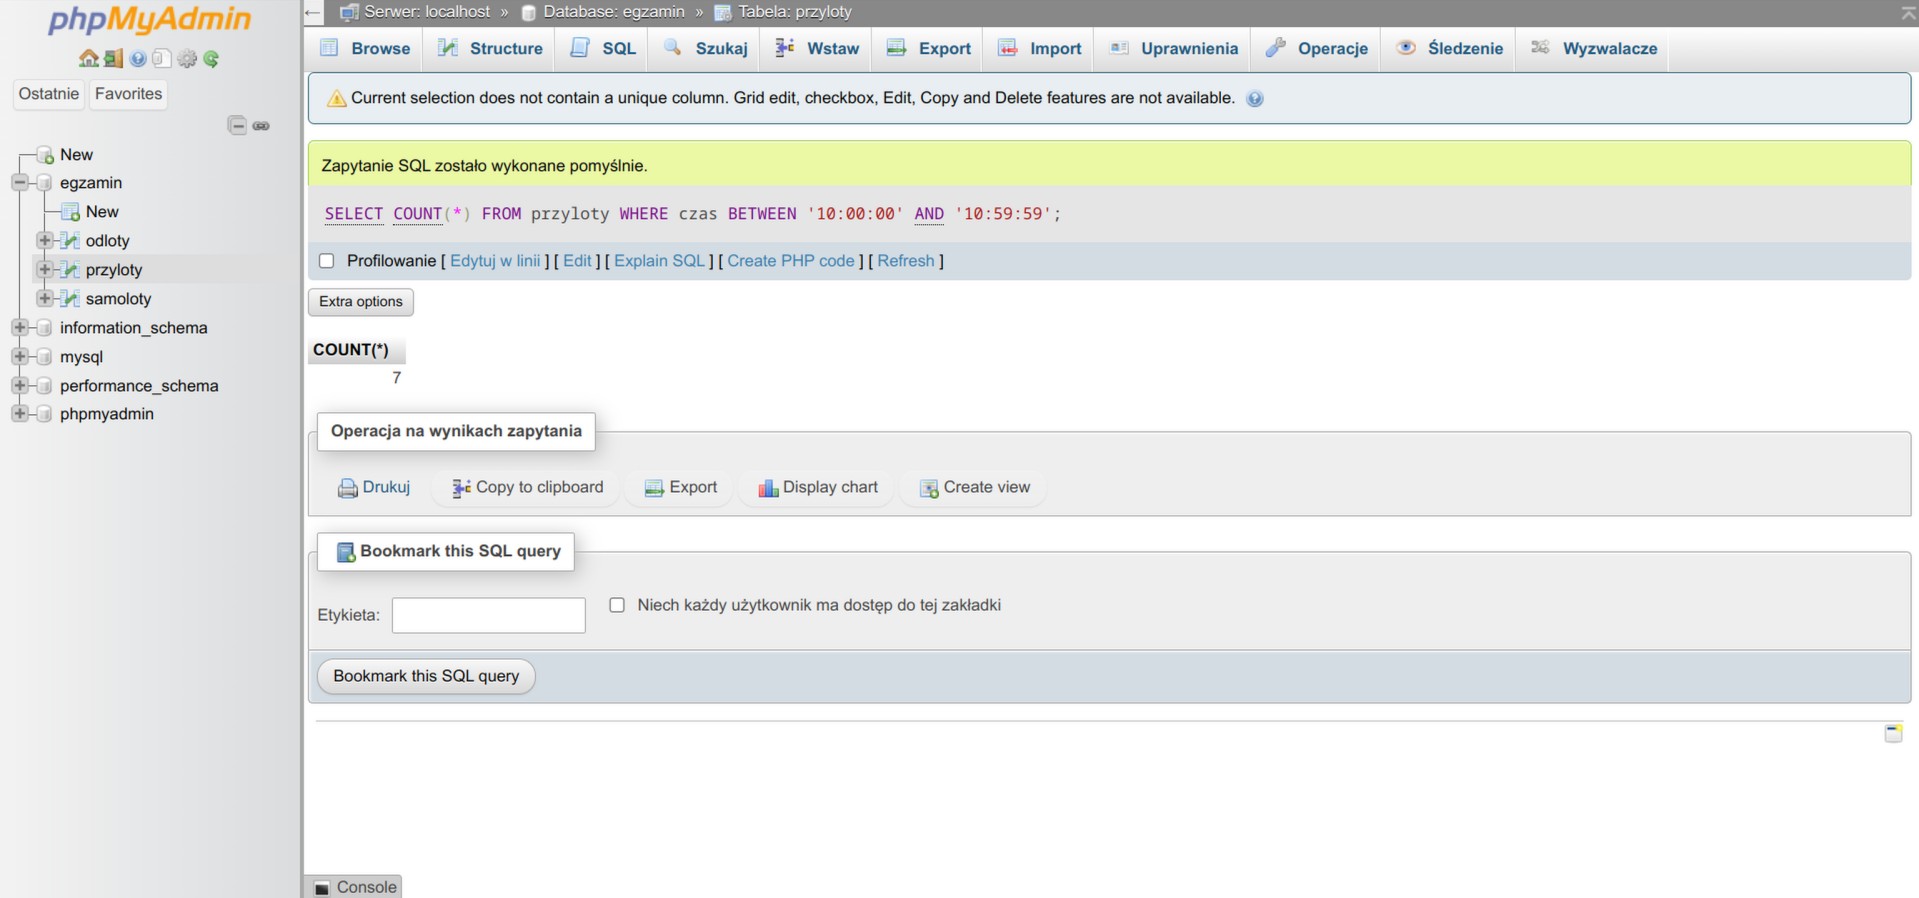 phpMyAdmin
Ostatnie Favorites
New
egzamin
New
odloty
przyloty
samoloty
information_schema
mysql
performance_schema
phpmyadmin
← Serwer: localhost » Database: egzamin » Tabela: przyloty
Browse Structure SQL Szukaj Wstaw Export Import Uprawnienia Operacje Śledzenie Wyzwalacze
Current selection does not contain a unique column. Grid edit, checkbox, Edit, Copy and Delete features are not available.
Zapytanie SQL zostało wykonane pomyślnie.
SELECT COUNT(*) FROM przyloty WHERE czas BETWEEN '10:00:00' AND '10:59:59';
Profilowanie [ Edytuj w linii ] [ Edit ] [ Explain SQL ] [ Create PHP code ] [ Refresh ]
Extra options
COUNT(*)
7
Operacja na wynikach zapytania
Drukuj Copy to clipboard Export Display chart Create view
Bookmark this SQL query
Etykieta: Niech każdy użytkownik ma dostęp do tej zakładki
Bookmark this SQL query
Console